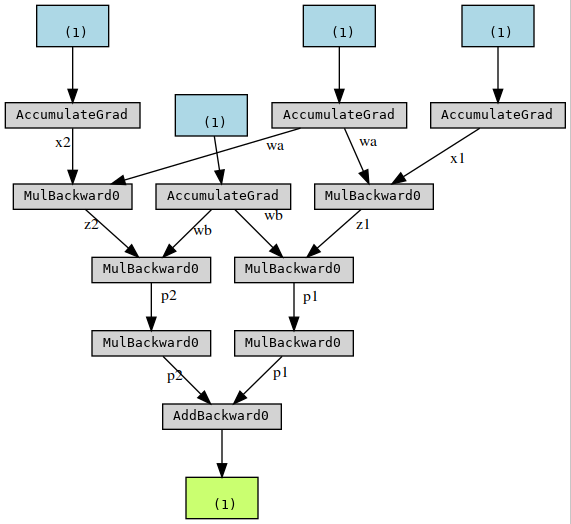 (1)
(1)
(1)
AccumulateGrad
(1)
AccumulateGrad
AccumulateGrad
x2
wa
wa
x1
MulBackward0
AccumulateGrad
MulBackward0
z2
wb
wb
z1
MulBackward0
MulBackward0
p2
p1
MulBackward0
MulBackward0
p2
p1
AddBackward0
(1)